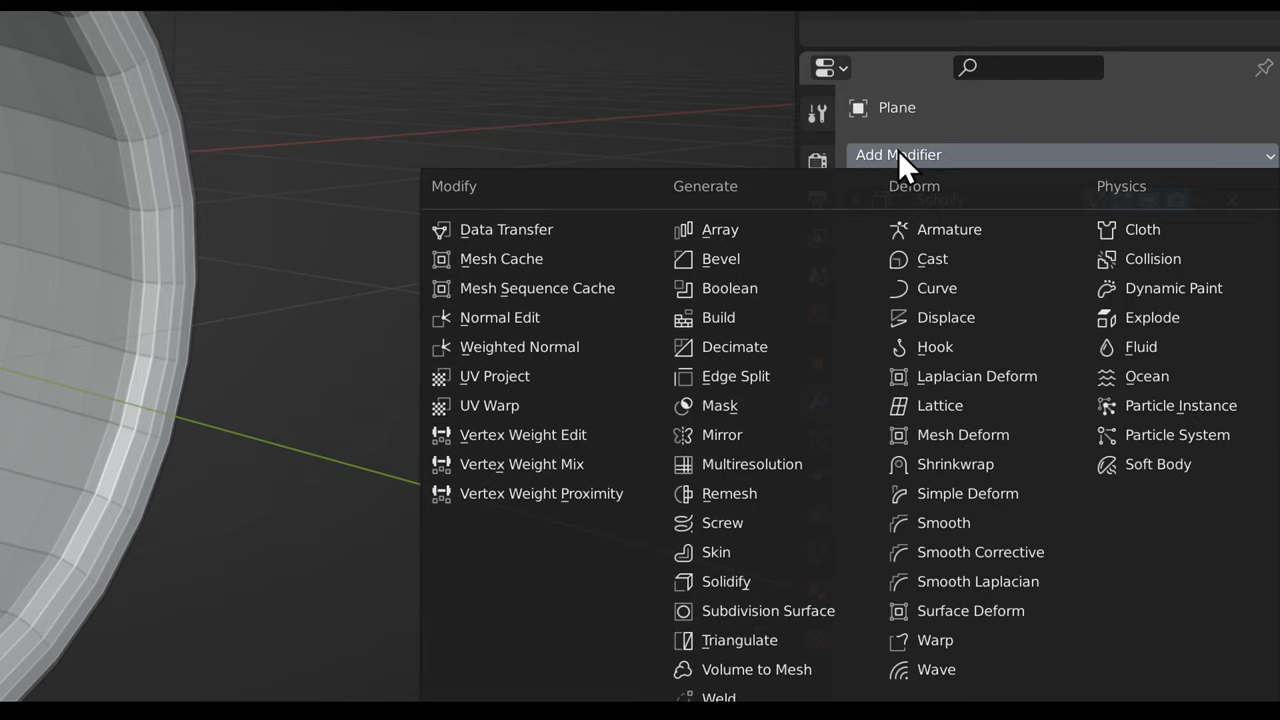 Plane
Add Modifier
Solidify
Modify
Data Transfer
Mesh Cache
Mesh Sequence Cache
Normal Edit
Weighted Normal
UV Project
UV Warp
Vertex Weight Edit
Vertex Weight Mix
Vertex Weight Proximity
Generate
Array
Bevel
Boolean
Build
Decimate
Edge Split
Mask
Mirror
Multiresolution
Remesh
Screw
Skin
Solidify
Subdivision Surface
Triangulate
Volume to Mesh
Weld
Deform
Armature
Cast
Curve
Displace
Hook
Laplacian Deform
Lattice
Mesh Deform
Shrinkwrap
Simple Deform
Smooth
Smooth Corrective
Smooth Laplacian
Surface Deform
Warp
Wave
Physics
Cloth
Collision
Dynamic Paint
Explode
Fluid
Ocean
Particle Instance
Particle System
Soft Body